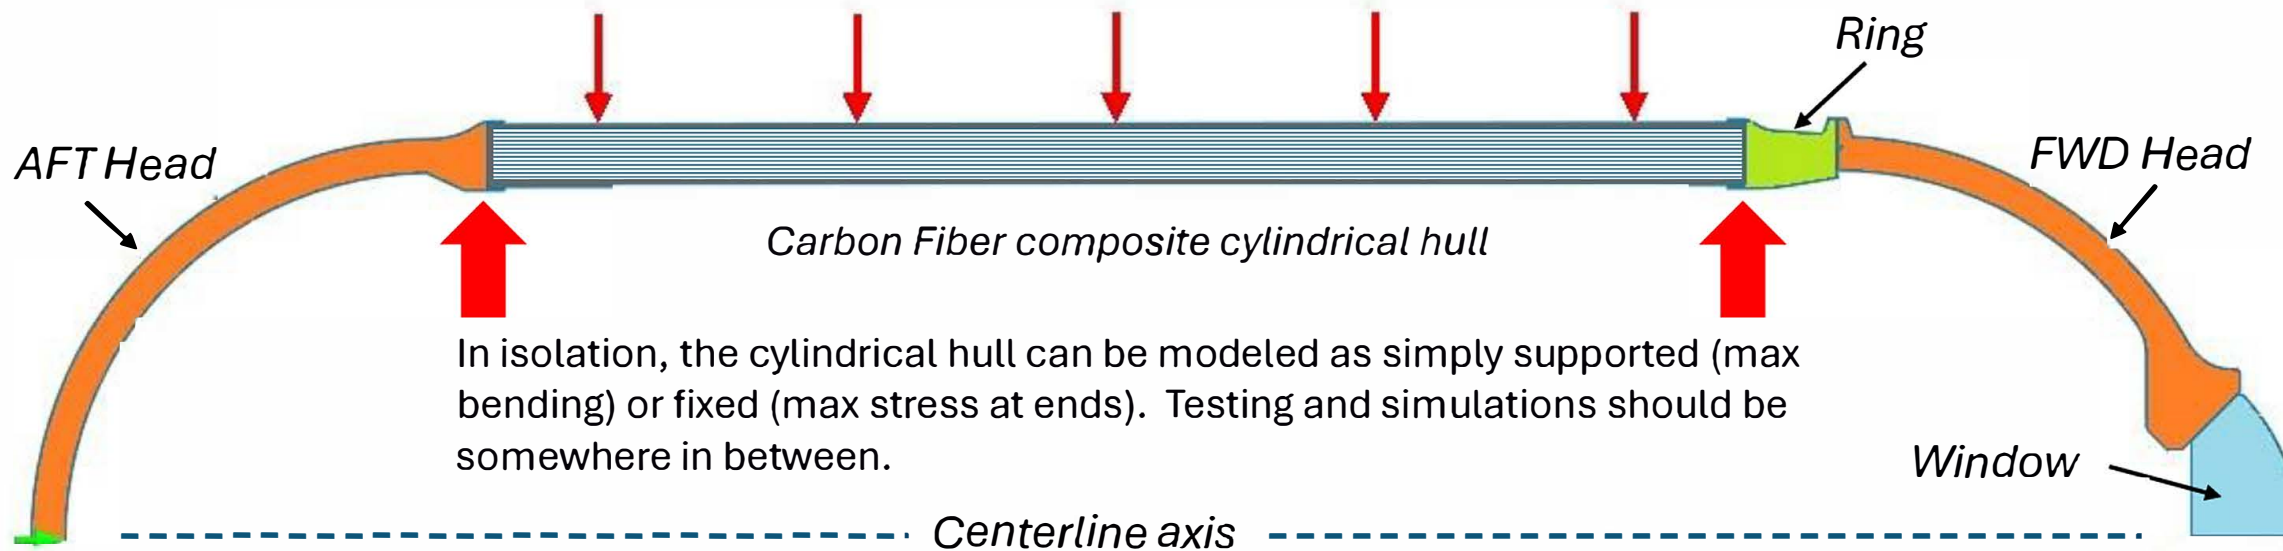 Ring
AFT Head
FWD Head
Carbon Fiber composite cylindrical hull
In isolation, the cylindrical hull can be modeled as simply supported (max
bending) or fixed (max stress at ends).  Testing and simulations should be
somewhere in between.
Window
Centerline axis